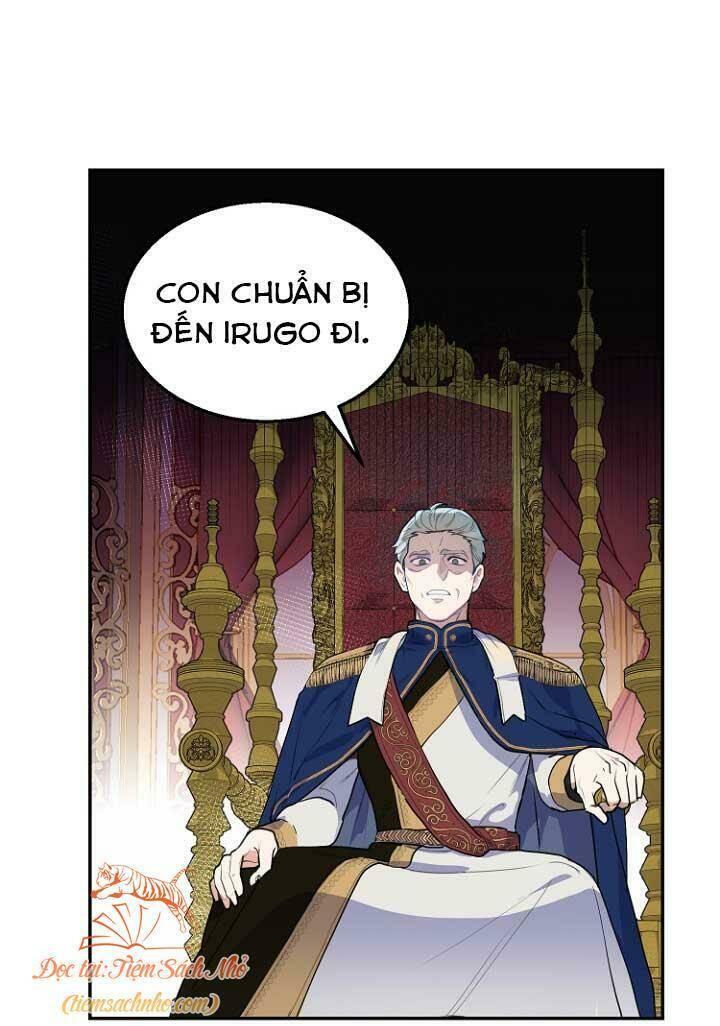 CON CHUẨN BỊ
ĐẾN IRUGO ĐI.
Đọc tại: Tiệm Sách Nhỏ
(tiemsachnho.com)